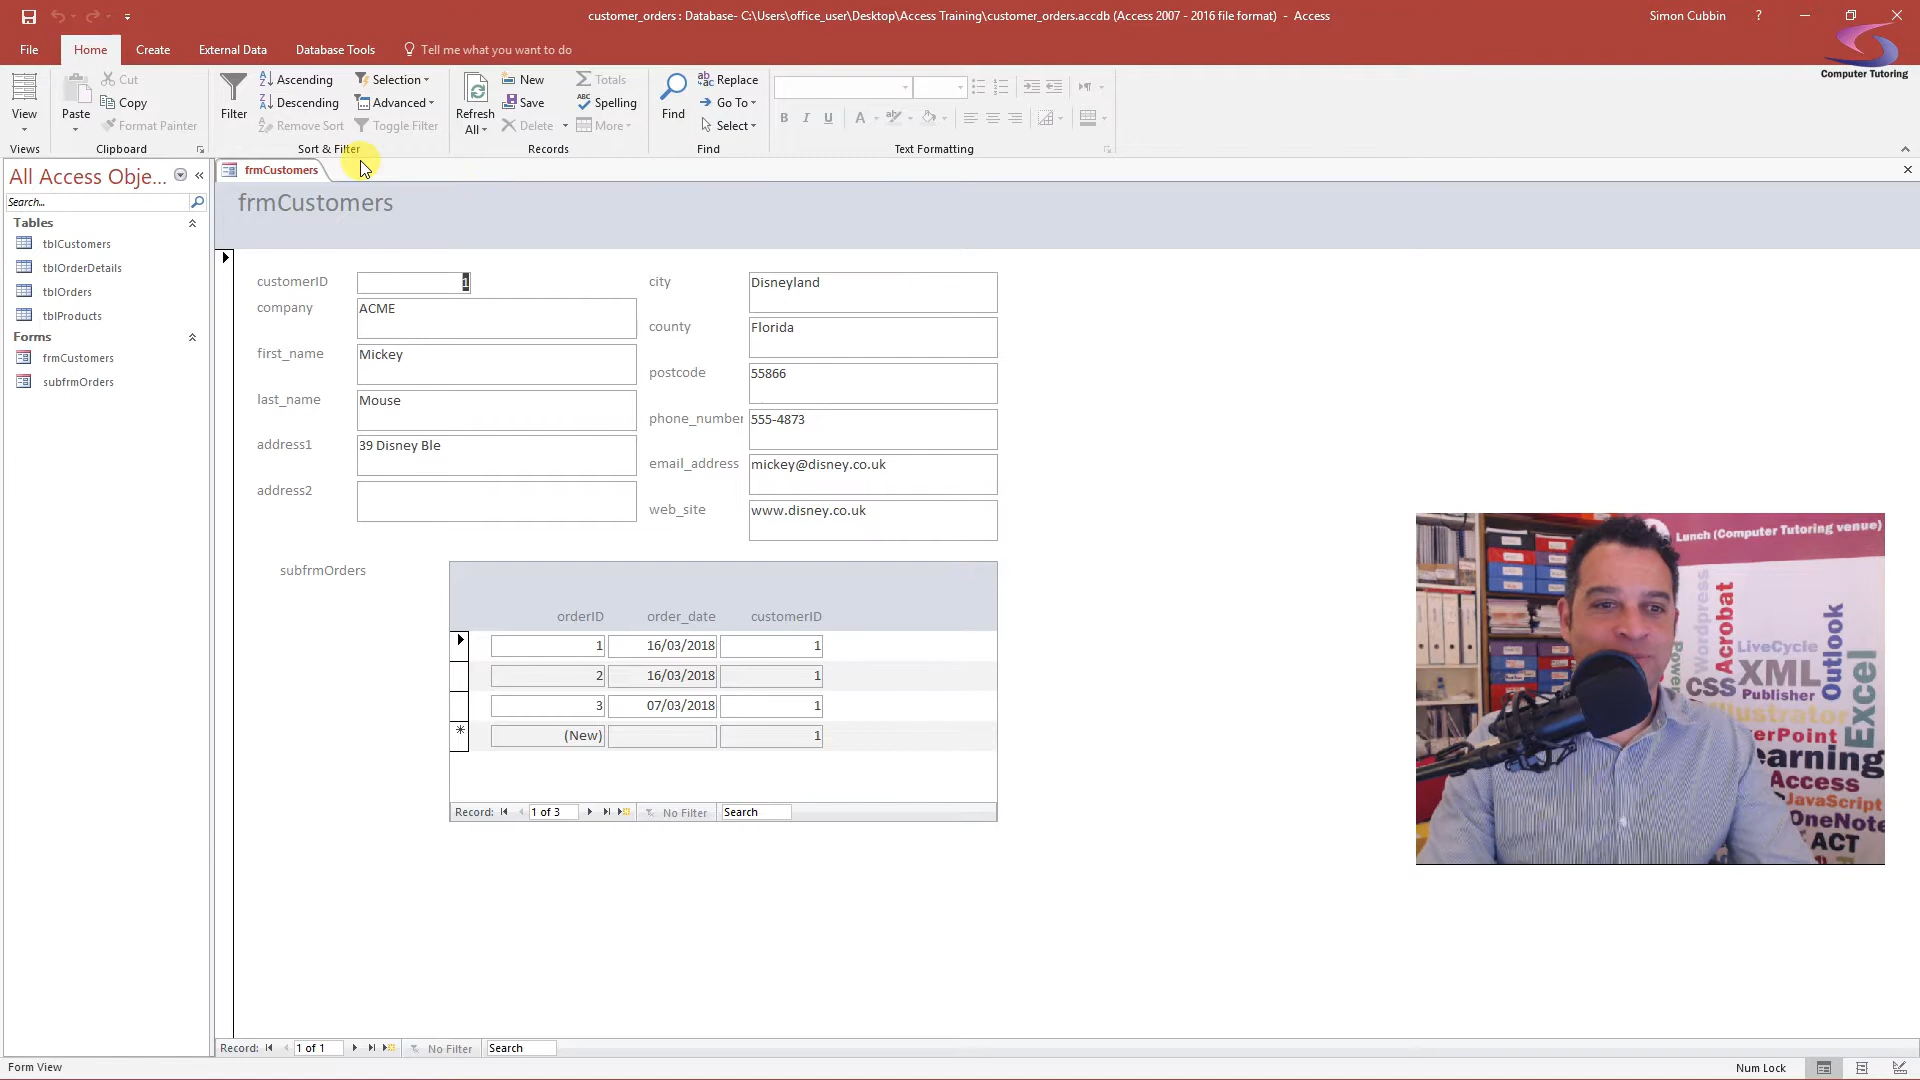 customer_orders : Database- C:\Users\office_user\Desktop\Access Training\customer_orders.accdb (Access 2007 - 2016 file format) - Access
Simon Cubbin ?
File Home Create External Data Database Tools Tell me what you want to do
Computer Tutoring
View
Views
Paste
Cut
Copy
Format Painter
Clipboard
Filter
Ascending
Descending
Remove Sort
Selection
Advanced
Toggle Filter
Sort & Filter
Refresh
All
New
Save
Delete
Totals
Spelling
More
Records
Find
Replace
Go To
Select
Find
B I U A
Text Formatting
All Access Obje...
Search...
Tables
tblCustomers
tblOrderDetails
tblOrders
tblProducts
Forms
frmCustomers
subfrmOrders
frmCustomers
frmCustomers
customerID 1
company ACME
first_name Mickey
last_name Mouse
address1 39 Disney Ble
address2
city Disneyland
county Florida
postcode 55866
phone_number 555-4873
email_address mickey@disney.co.uk
web_site www.disney.co.uk
subfrmOrders
orderID order_date customerID
1 16/03/2018 1
2 16/03/2018 1
3 07/03/2018 1
(New) 1
Record: 1 of 3 No Filter Search
Lunch (Computer Tutoring venue)
Wordpress
Acrobat
Outlook
LiveCycle
Power
XML
CSS
Publisher
Excel
llustrator
erPoint
earning
Access
JavaScript
OneNote
ACT
Record: 1 of 1 No Filter Search
Form View
Num Lock